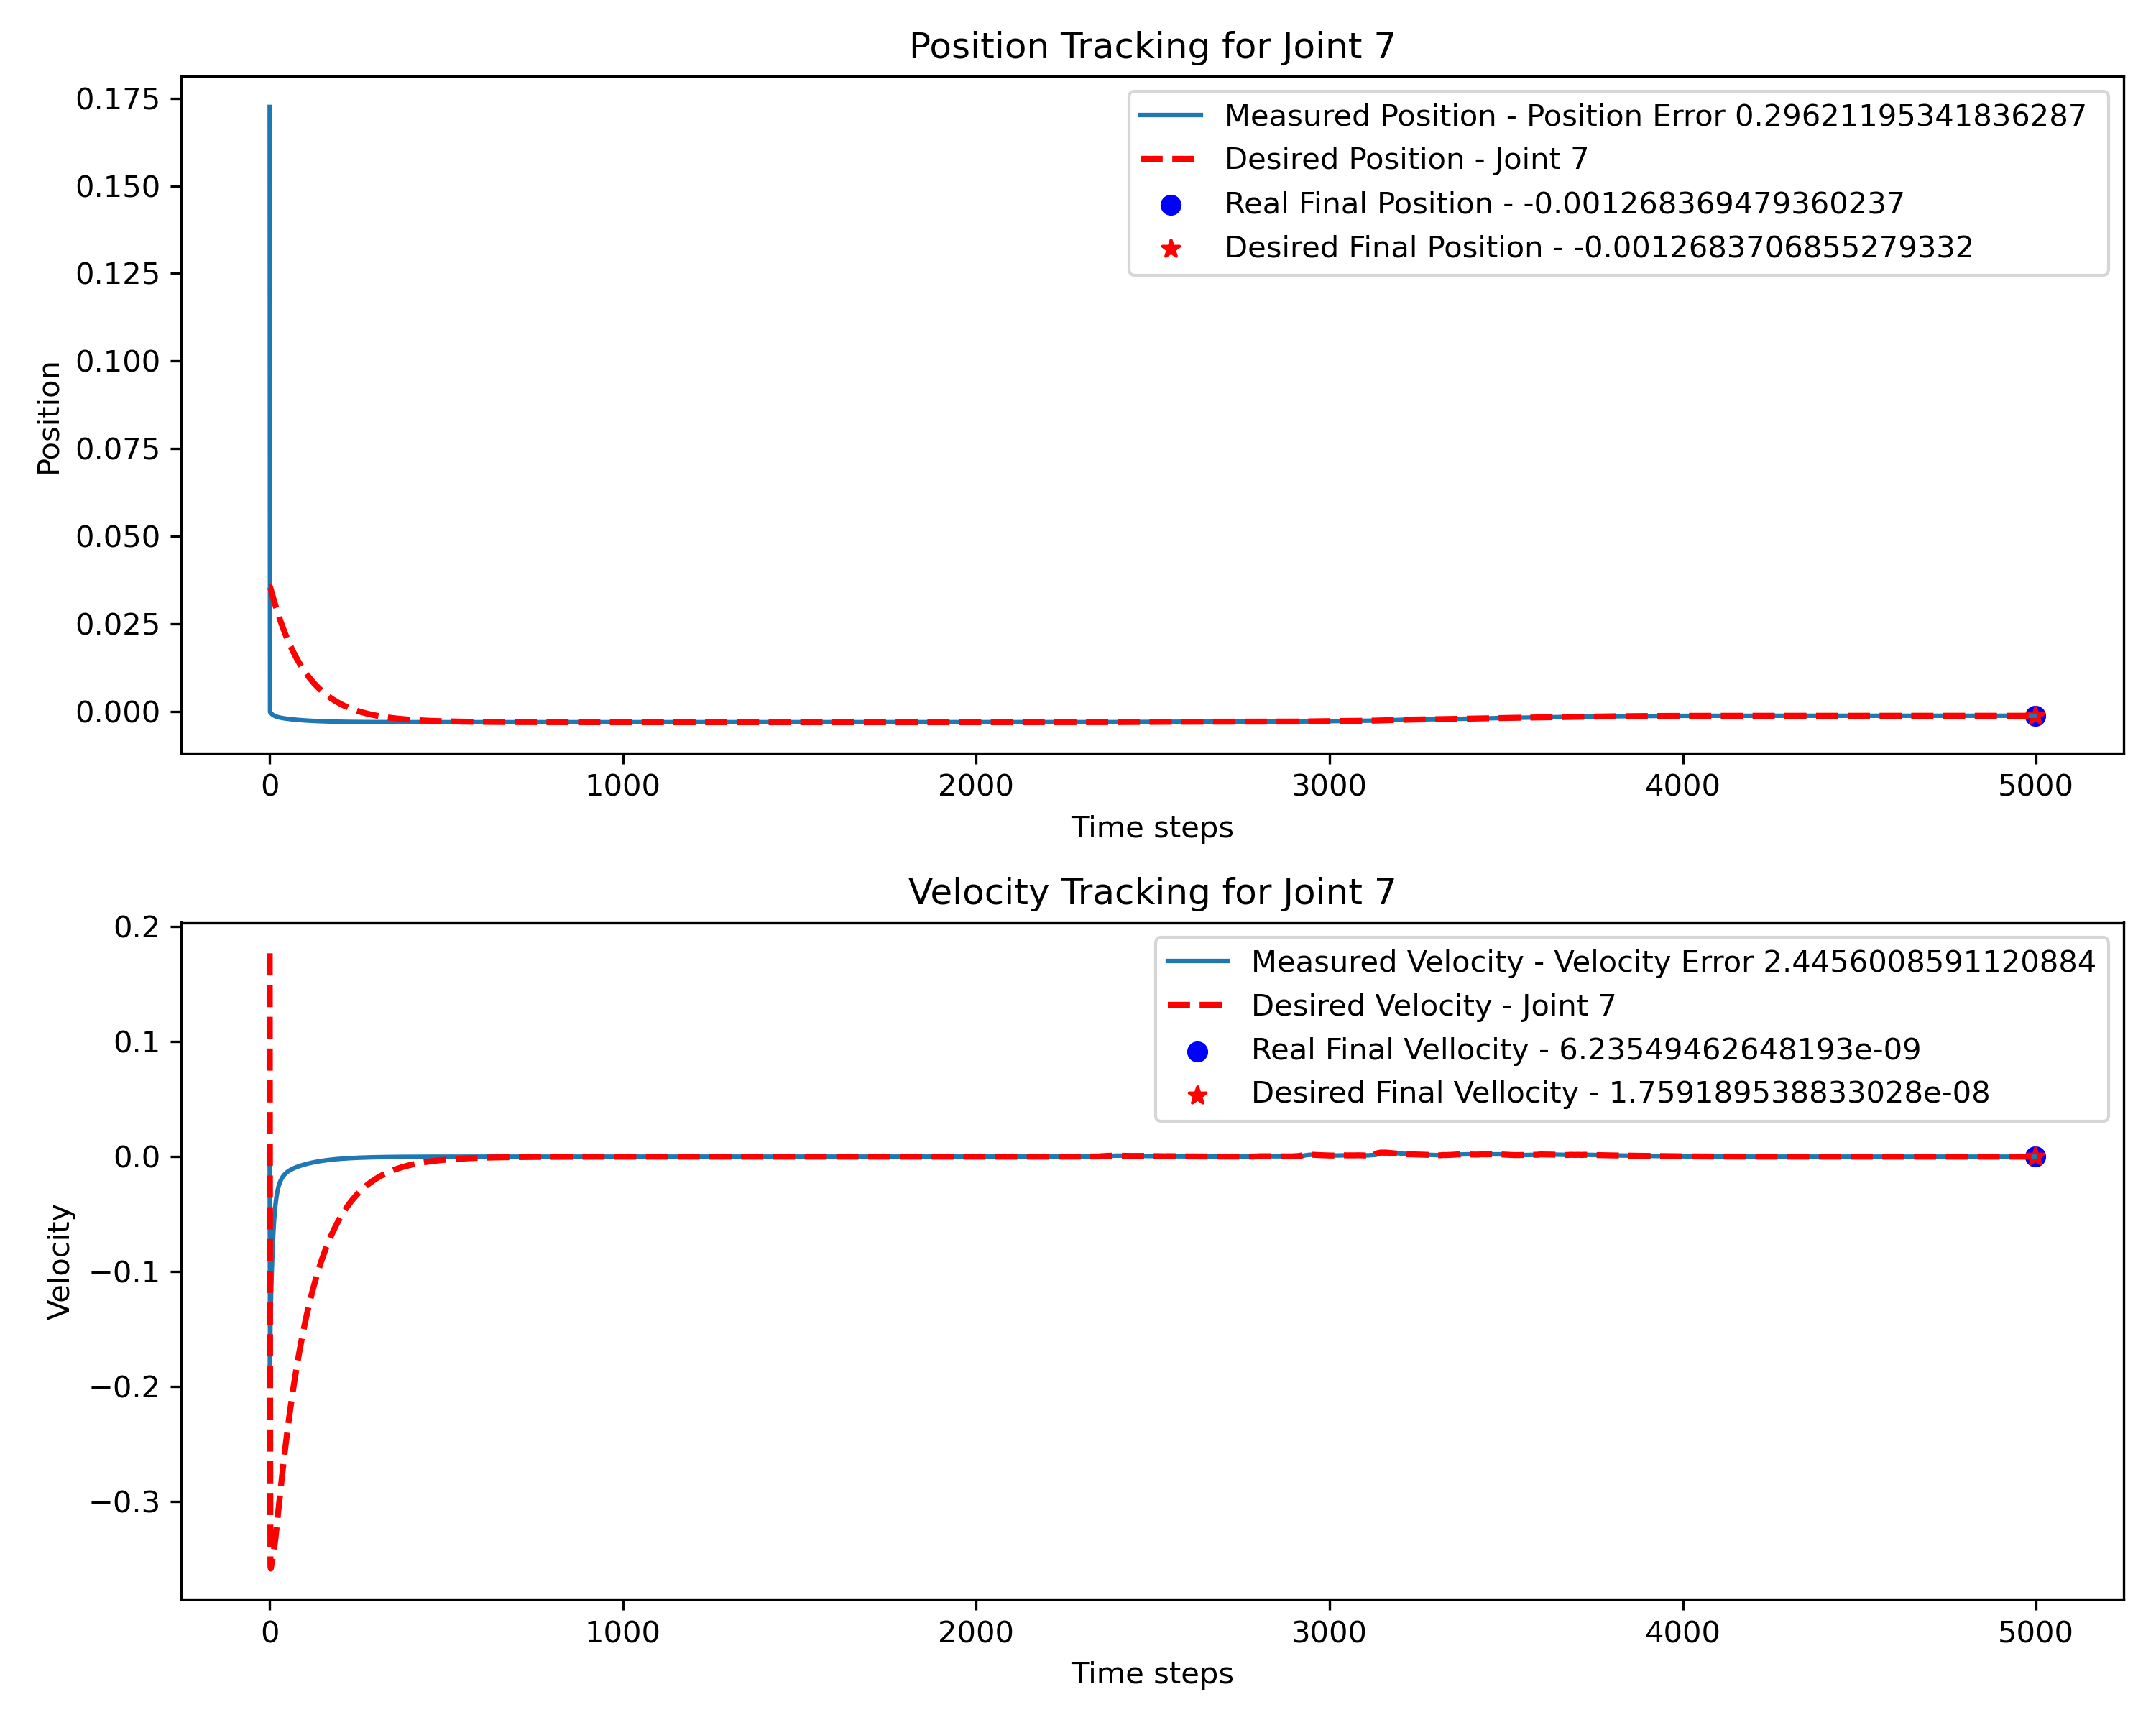 Position Tracking for Joint 7
0.175
0.150
0.125
0.100
0.075
0.050
0.025
0.000
Position
Measured Position - Position Error 0.29621195341836287
Desired Position - Joint 7
Real Final Position - -0.001268369479360237
Desired Final Position - -0.0012683706855279332
0 1000 2000 3000 4000 5000
Time steps
Velocity Tracking for Joint 7
0.2
0.1
0.0
−0.1
−0.2
−0.3
Velocity
Measured Velocity - Velocity Error 2.4456008591120884
Desired Velocity - Joint 7
Real Final Vellocity - 6.23549462648193e-09
Desired Final Vellocity - 1.759189538833028e-08
0 1000 2000 3000 4000 5000
Time steps